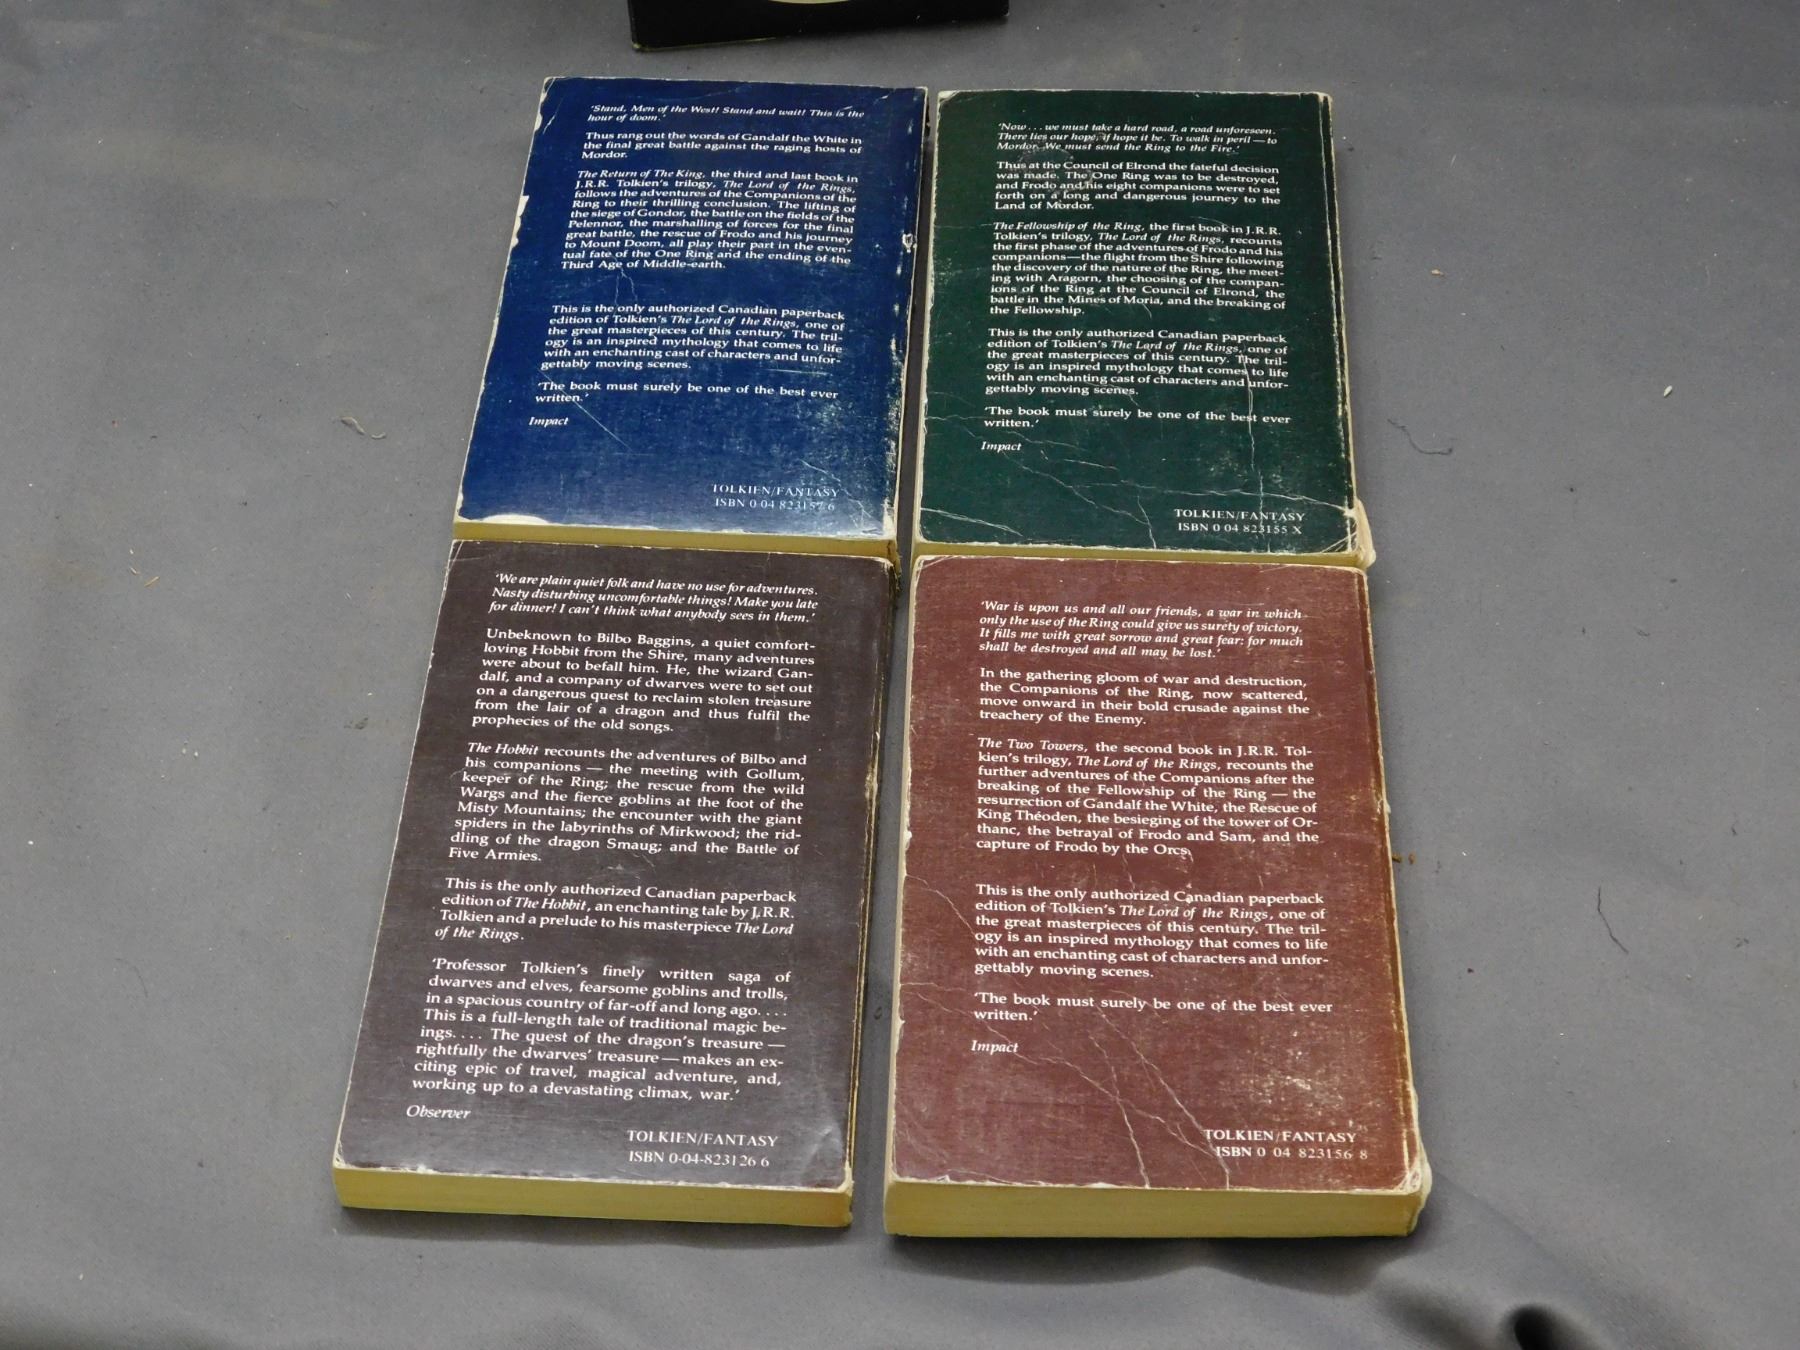 'Stand, Men of the West! Stand and wait! This is the
hour of doom.'
Thus rang out the words of Gandalf the White in
the final great battle against the raging hosts of
Mordor.
The Return of The King, the third and last book in
J.R.R. Tolkien's trilogy, The Lord of the Rings,
follows the adventures of the Companions of the
Ring to their thrilling conclusion. The lifting of
the siege of Gondor, the battle on the fields of the
Pelennor, the marshalling of forces for the final
great battle, the rescue of Frodo and his journey
to Mount Doom, all play their part in the even-
tual fate of the One Ring and the ending of the
Third Age of Middle-earth.
This is the only authorized Canadian paperback
edition of Tolkien's The Lord of the Rings, one of
the great masterpieces of this century. The tril-
ogy is an inspired mythology that comes to life
with an enchanting cast of characters and unfor-
gettably moving scenes.
'The book must surely be one of the best ever
written.'
Impact
TOLKIEN/FANTASY
ISBN 0 04 823157 6
'Now . . . we must take a hard road, a road unforeseen.
There lies our hope, if hope it be. To walk in peril — to
Mordor. We must send the Ring to the Fire.'
Thus at the Council of Elrond the fateful decision
was made. The One Ring was to be destroyed,
and Frodo and his eight companions were to set
forth on a long and dangerous journey to the
Land of Mordor.
The Fellowship of the Ring, the first book in J.R.R.
Tolkien's trilogy, The Lord of the Rings, recounts
the first phase of the adventures of Frodo and his
companions—the flight from the Shire following
the discovery of the nature of the Ring, the meet-
ing with Aragorn, the choosing of the compan-
ions of the Ring at the Council of Elrond, the
battle in the Mines of Moria, and the breaking of
the Fellowship.
This is the only authorized Canadian paperback
edition of Tolkien's The Lord of the Rings, one of
the great masterpieces of this century. The tril-
ogy is an inspired mythology that comes to life
with an enchanting cast of characters and unfor-
gettably moving scenes.
'The book must surely be one of the best ever
written.'
Impact
TOLKIEN/FANTASY
ISBN 0 04 823155 X
'We are plain quiet folk and have no use for adventures.
Nasty disturbing uncomfortable things! Make you late
for dinner! I can't think what anybody sees in them.'
Unbeknown to Bilbo Baggins, a quiet comfort-
loving Hobbit from the Shire, many adventures
were about to befall him. He, the wizard Gan-
dalf, and a company of dwarves were to set out
on a dangerous quest to reclaim stolen treasure
from the lair of a dragon and thus fulfil the
prophecies of the old songs.
The Hobbit recounts the adventures of Bilbo and
his companions — the meeting with Gollum,
keeper of the Ring; the rescue from the wild
Wargs and the fierce goblins at the foot of the
Misty Mountains; the encounter with the giant
spiders in the labyrinths of Mirkwood; the rid-
dling of the dragon Smaug; and the Battle of
Five Armies.
This is the only authorized Canadian paperback
edition of The Hobbit, an enchanting tale by J.R.R.
Tolkien and a prelude to his masterpiece The Lord
of the Rings.
'Professor Tolkien's finely written saga of
dwarves and elves, fearsome goblins and trolls,
in a spacious country of far-off and long ago. . . .
This is a full-length tale of traditional magic be-
ings. . . . The quest of the dragon's treasure —
rightfully the dwarves' treasure — makes an ex-
citing epic of travel, magical adventure, and,
working up to a devastating climax, war.'
Observer
TOLKIEN/FANTASY
ISBN 0-04-823126 6
'War is upon us and all our friends, a war in which
only the use of the Ring could give us surety of victory.
It fills me with great sorrow and great fear: for much
shall be destroyed and all may be lost.'
In the gathering gloom of war and destruction,
the Companions of the Ring, now scattered,
move onward in their bold crusade against the
treachery of the Enemy.
The Two Towers, the second book in J.R.R. Tol-
kien's trilogy, The Lord of the Rings, recounts the
further adventures of the Companions after the
breaking of the Fellowship of the Ring — the
resurrection of Gandalf the White, the Rescue of
King Théoden, the besieging of the tower of Or-
thanc, the betrayal of Frodo and Sam, and the
capture of Frodo by the Orcs.
This is the only authorized Canadian paperback
edition of Tolkien's The Lord of the Rings, one of
the great masterpieces of this century. The tril-
ogy is an inspired mythology that comes to life
with an enchanting cast of characters and unfor-
gettably moving scenes.
'The book must surely be one of the best ever
written.'
Impact
TOLKIEN/FANTASY
ISBN 0 04 823156 8